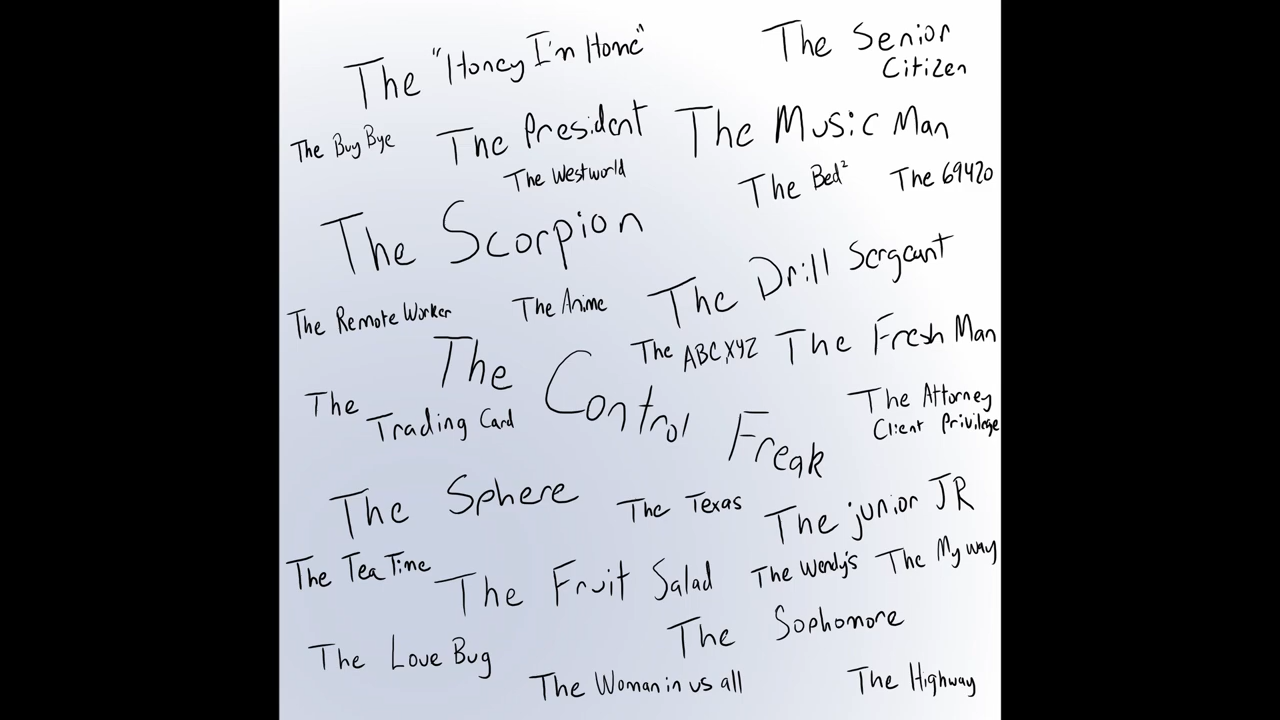 The "Honey I'm Home"
The Senior
Citizen
The Bug Bye
The President
The Music Man
The Westworld
The Bed²
The 69420
The Scorpion
The Drill Sergeant
The Remote Worker
The Anime
The ABCXYZ
The Fresh Man
The Control Freak
The
Trading Card
The Attorney
Client Privilege
The Sphere
The Texas
The junior JR
The Tea Time
The Fruit Salad
The Wendy's
The My way
The Sophomore
The Love Bug
The Woman in us all
The Highway